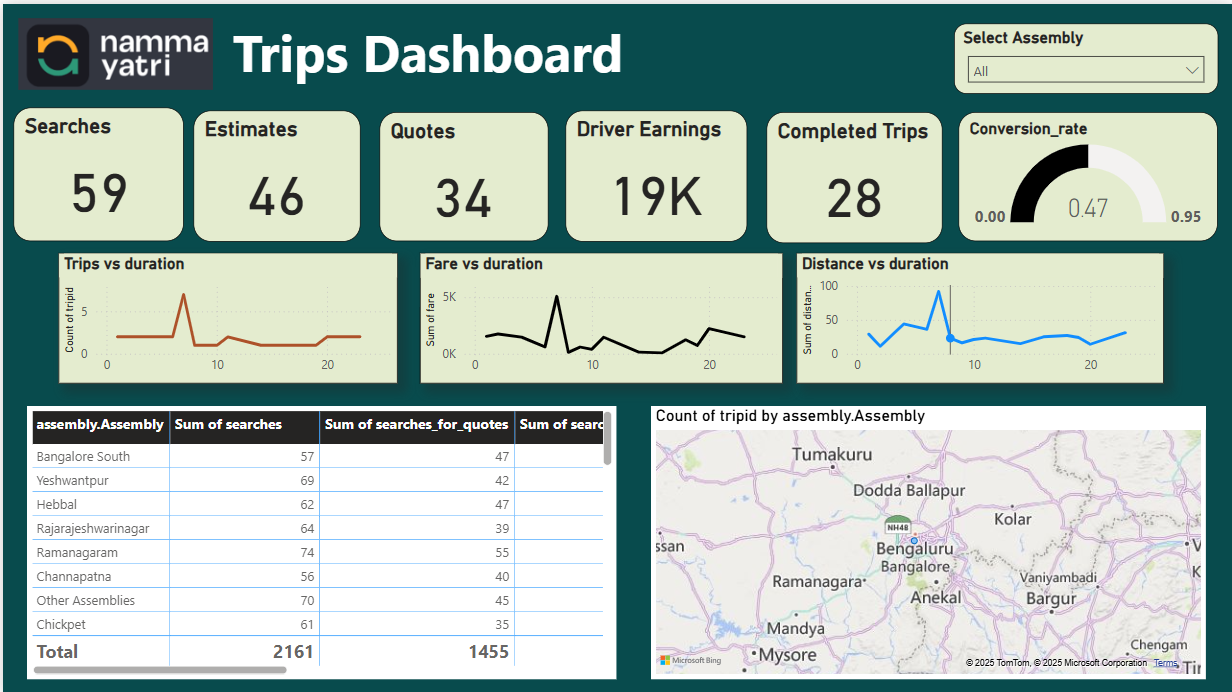 namma
yatri
Trips Dashboard
Select Assembly
All
Searches
59
Estimates
46
Quotes
34
Driver Earnings
19K
Completed Trips
28
Conversion_rate
0.47
0.00
0.95
Trips vs duration
Count of tripid
5
0
0
10
20
Fare vs duration
Sum of fare
5K
0K
0
10
20
Distance vs duration
Sum of distan...
100
50
0
0
10
20
assembly.Assembly Sum of searches Sum of searches_for_quotes Sum of searc
Bangalore South 57 47
Yeshwantpur 69 42
Hebbal 62 47
Rajarajeshwarinagar 64 39
Ramanagaram 74 55
Channapatna 56 40
Other Assemblies 70 45
Chickpet 61 35
Total 2161 1455
Count of tripid by assembly.Assembly
Tumakuru
Dodda Ballapur
Kolar
NH48
ssan
Bengaluru
Bangalore
V
K
Ramanagara
Vaniyambadi
Anekal
Bargur
Mandya
Chengam
Mysore
Microsoft Bing
© 2025 TomTom, © 2025 Microsoft Corporation Terms
Tir